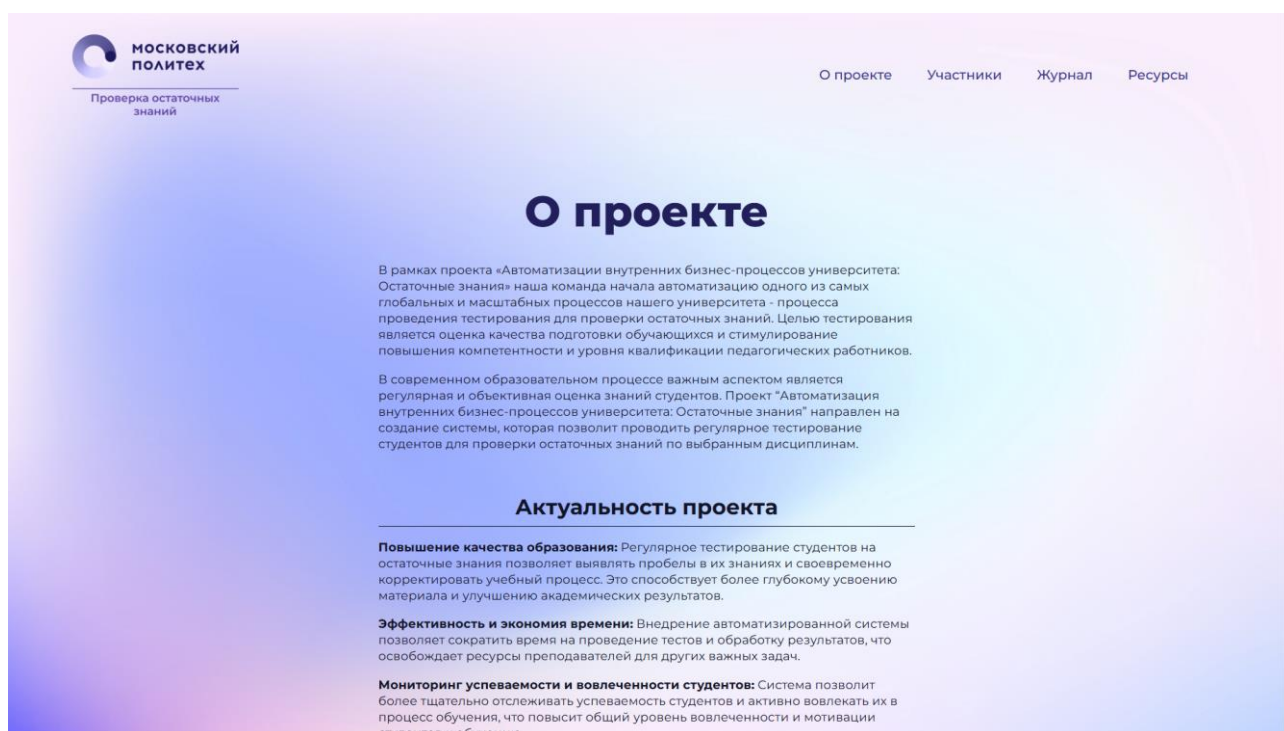 московский
политех
Проверка остаточных
знаний
О проекте Участники Журнал Ресурсы
О проекте
В рамках проекта «Автоматизации внутренних бизнес-процессов университета:
Остаточные знания» наша команда начала автоматизацию одного из самых
глобальных и масштабных процессов нашего университета - процесса
проведения тестирования для проверки остаточных знаний. Целью тестирования
является оценка качества подготовки обучающихся и стимулирование
повышения компетентности и уровня квалификации педагогических работников.
В современном образовательном процессе важным аспектом является
регулярная и объективная оценка знаний студентов. Проект “Автоматизация
внутренних бизнес-процессов университета: Остаточные знания” направлен на
создание системы, которая позволит проводить регулярное тестирование
студентов для проверки остаточных знаний по выбранным дисциплинам.
Актуальность проекта
Повышение качества образования: Регулярное тестирование студентов на
остаточные знания позволяет выявлять пробелы в их знаниях и своевременно
корректировать учебный процесс. Это способствует более глубокому усвоению
материала и улучшению академических результатов.
Эффективность и экономия времени: Внедрение автоматизированной системы
позволяет сократить время на проведение тестов и обработку результатов, что
освобождает ресурсы преподавателей для других важных задач.
Мониторинг успеваемости и вовлеченности студентов: Система позволит
более тщательно отслеживать успеваемость студентов и активно вовлекать их в
процесс обучения, что повысит общий уровень вовлеченности и мотивации